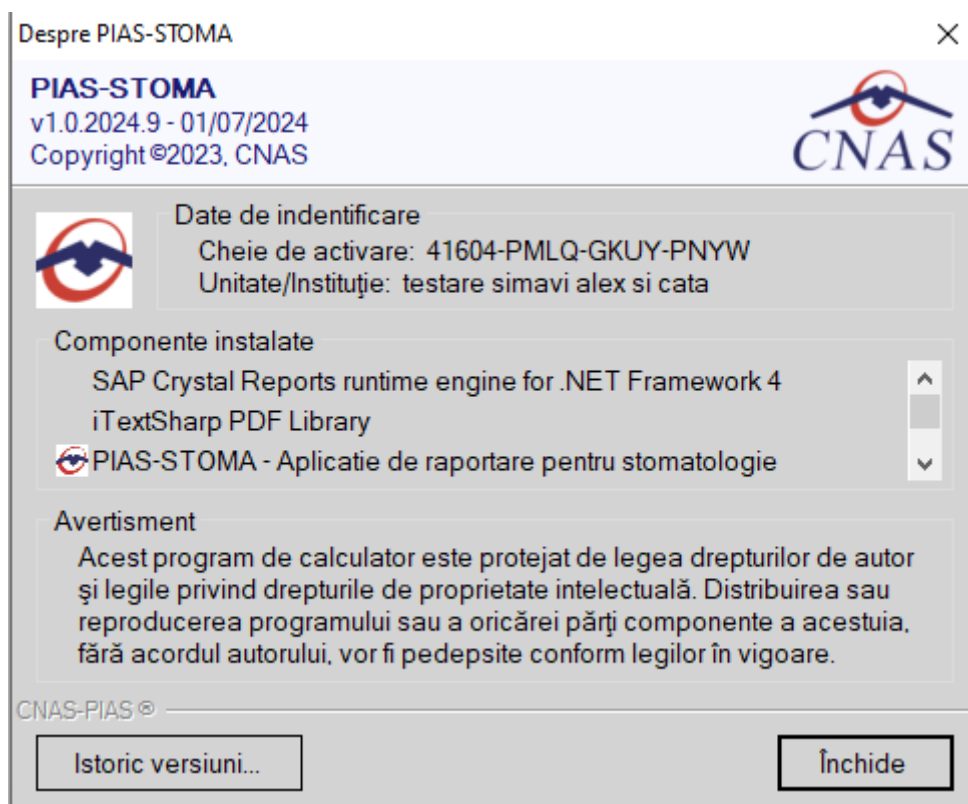 Despre PIAS-STOMA
PIAS-STOMA
v1.0.2024.9 - 01/07/2024
Copyright ©2023, CNAS
CNAS
Date de indentificare
Cheie de activare: 41604-PMLQ-GKUY-PNYW
Unitate/Instituţie: testare simavi alex si cata
Componente instalate
SAP Crystal Reports runtime engine for .NET Framework 4
iTextSharp PDF Library
PIAS-STOMA - Aplicatie de raportare pentru stomatologie
Avertisment
Acest program de calculator este protejat de legea drepturilor de autor
şi legile privind drepturile de proprietate intelectuală. Distribuirea sau
reproducerea programului sau a oricărei părţi componente a acestuia,
fără acordul autorului, vor fi pedepsite conform legilor în vigoare.
CNAS-PIAS ®
Istoric versiuni...
Închide